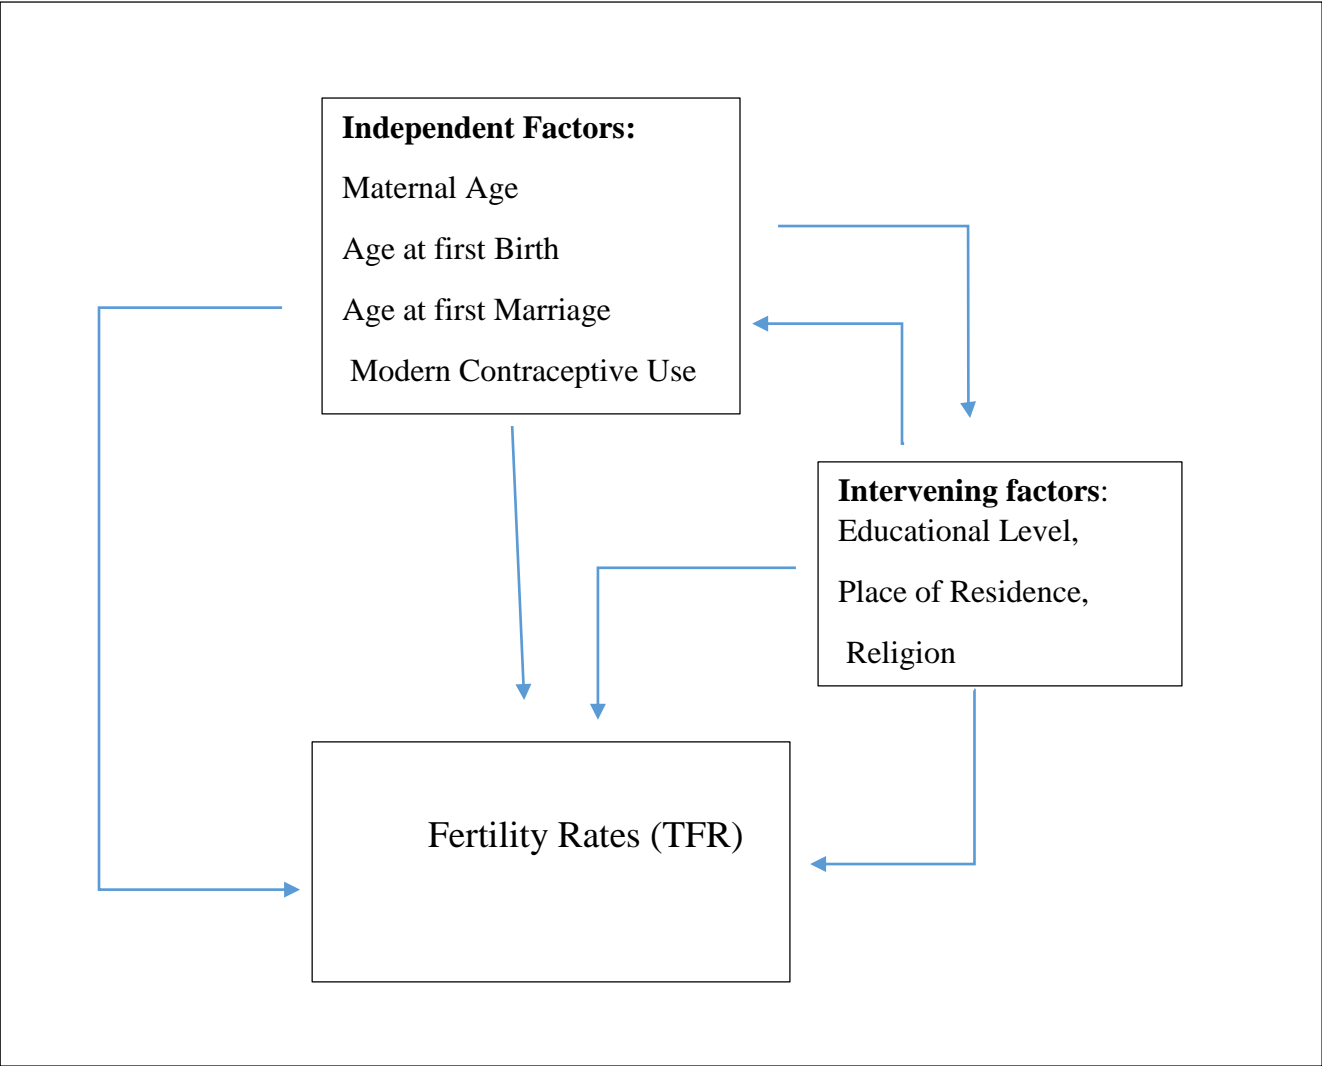 Independent Factors:
Maternal Age
Age at first Birth
Age at first Marriage
Modern Contraceptive Use
Intervening factors:
Educational Level,
Place of Residence,
Religion
Fertility Rates (TFR)